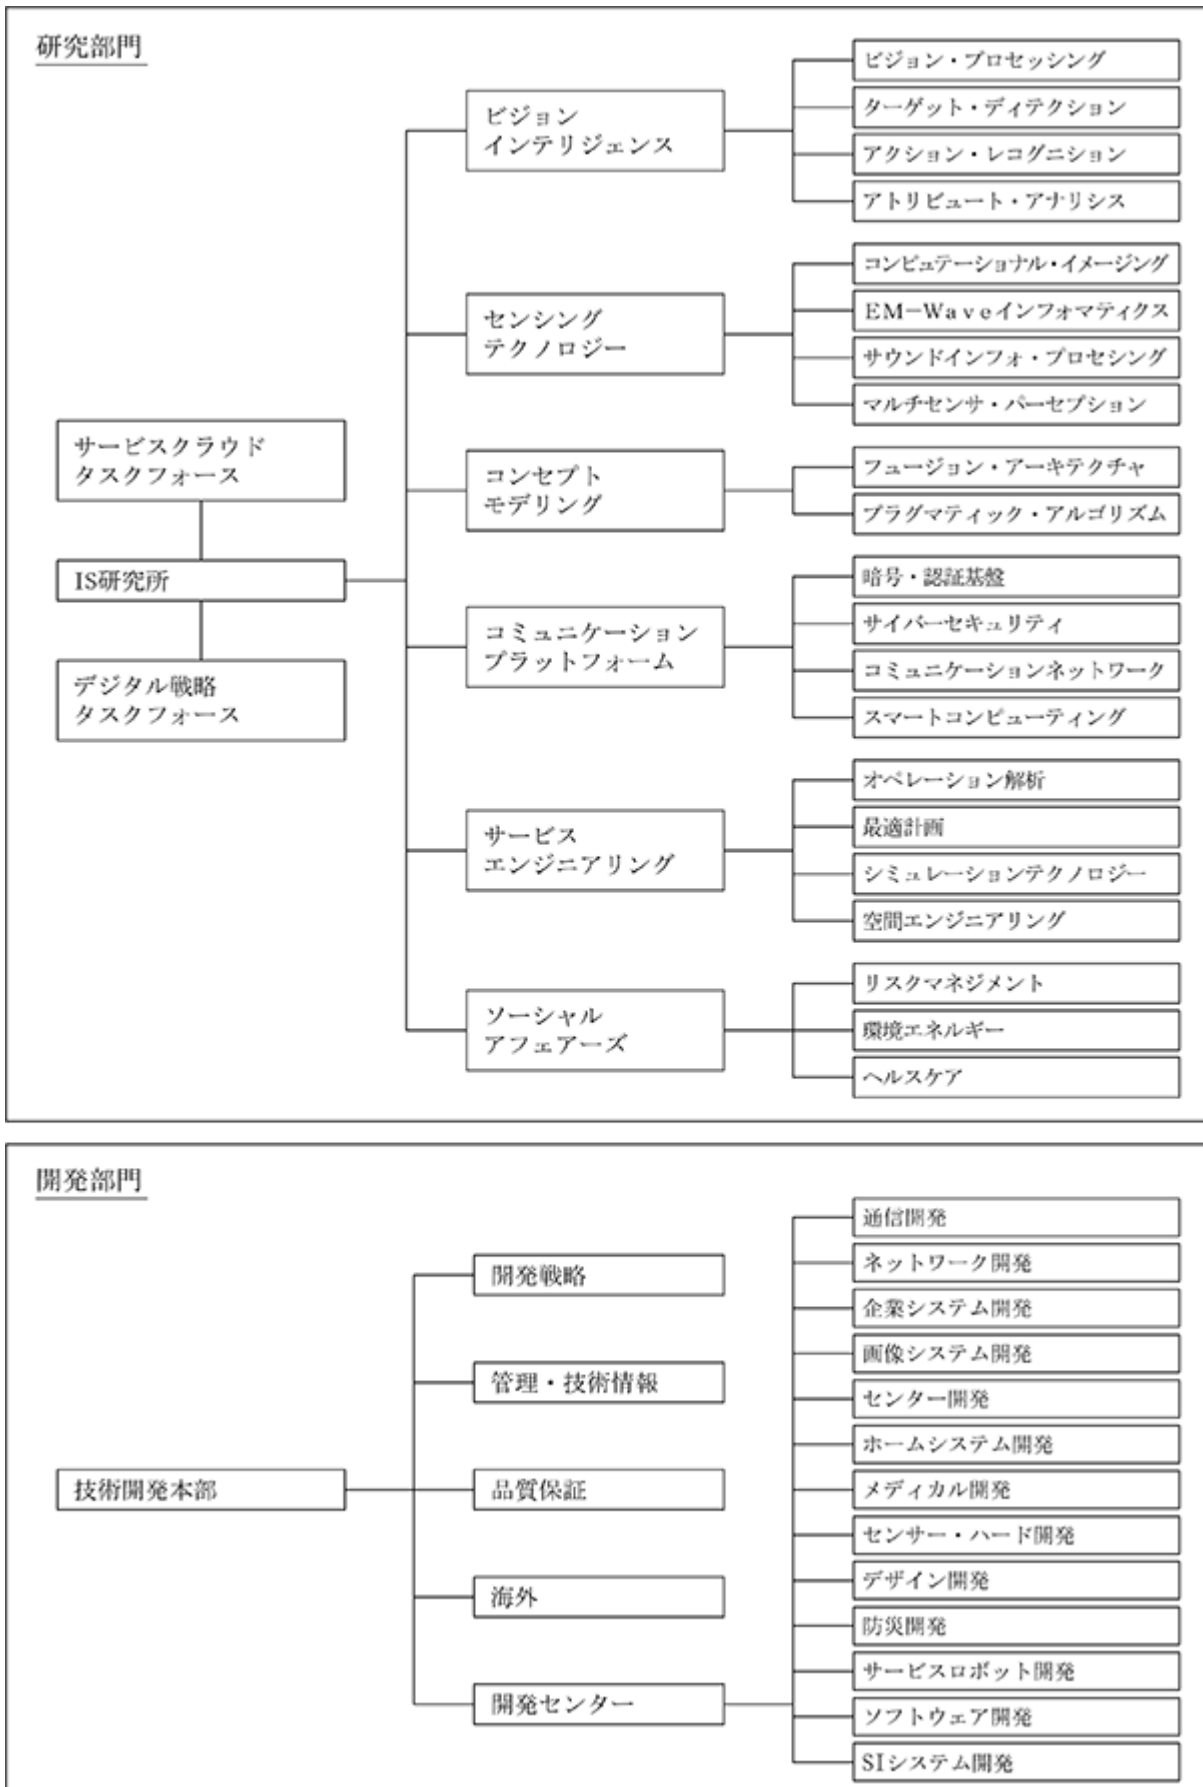 研究部門
サービスクラウド
タスクフォース
IS研究所
デジタル戦略
タスクフォース
ビジョン
インテリジェンス
ビジョン・プロセッシング
ターゲット・ディテクション
アクション・レコグニション
アトリビュート・アナリシス
センシング
テクノロジー
コンピュテーショナル・イメージング
EM－Waveインフォマティクス
サウンドインフォ・プロセシング
マルチセンサ・パーセプション
コンセプト
モデリング
フュージョン・アーキテクチャ
プラグマティック・アルゴリズム
コミュニケーション
プラットフォーム
暗号・認証基盤
サイバーセキュリティ
コミュニケーションネットワーク
スマートコンピューティング
サービス
エンジニアリング
オペレーション解析
最適計画
シミュレーションテクノロジー
空間エンジニアリング
ソーシャル
アフェアーズ
リスクマネジメント
環境エネルギー
ヘルスケア
開発部門
技術開発本部
開発戦略
管理・技術情報
品質保証
海外
開発センター
通信開発
ネットワーク開発
企業システム開発
画像システム開発
センター開発
ホームシステム開発
メディカル開発
センサー・ハード開発
デザイン開発
防災開発
サービスロボット開発
ソフトウェア開発
SIシステム開発